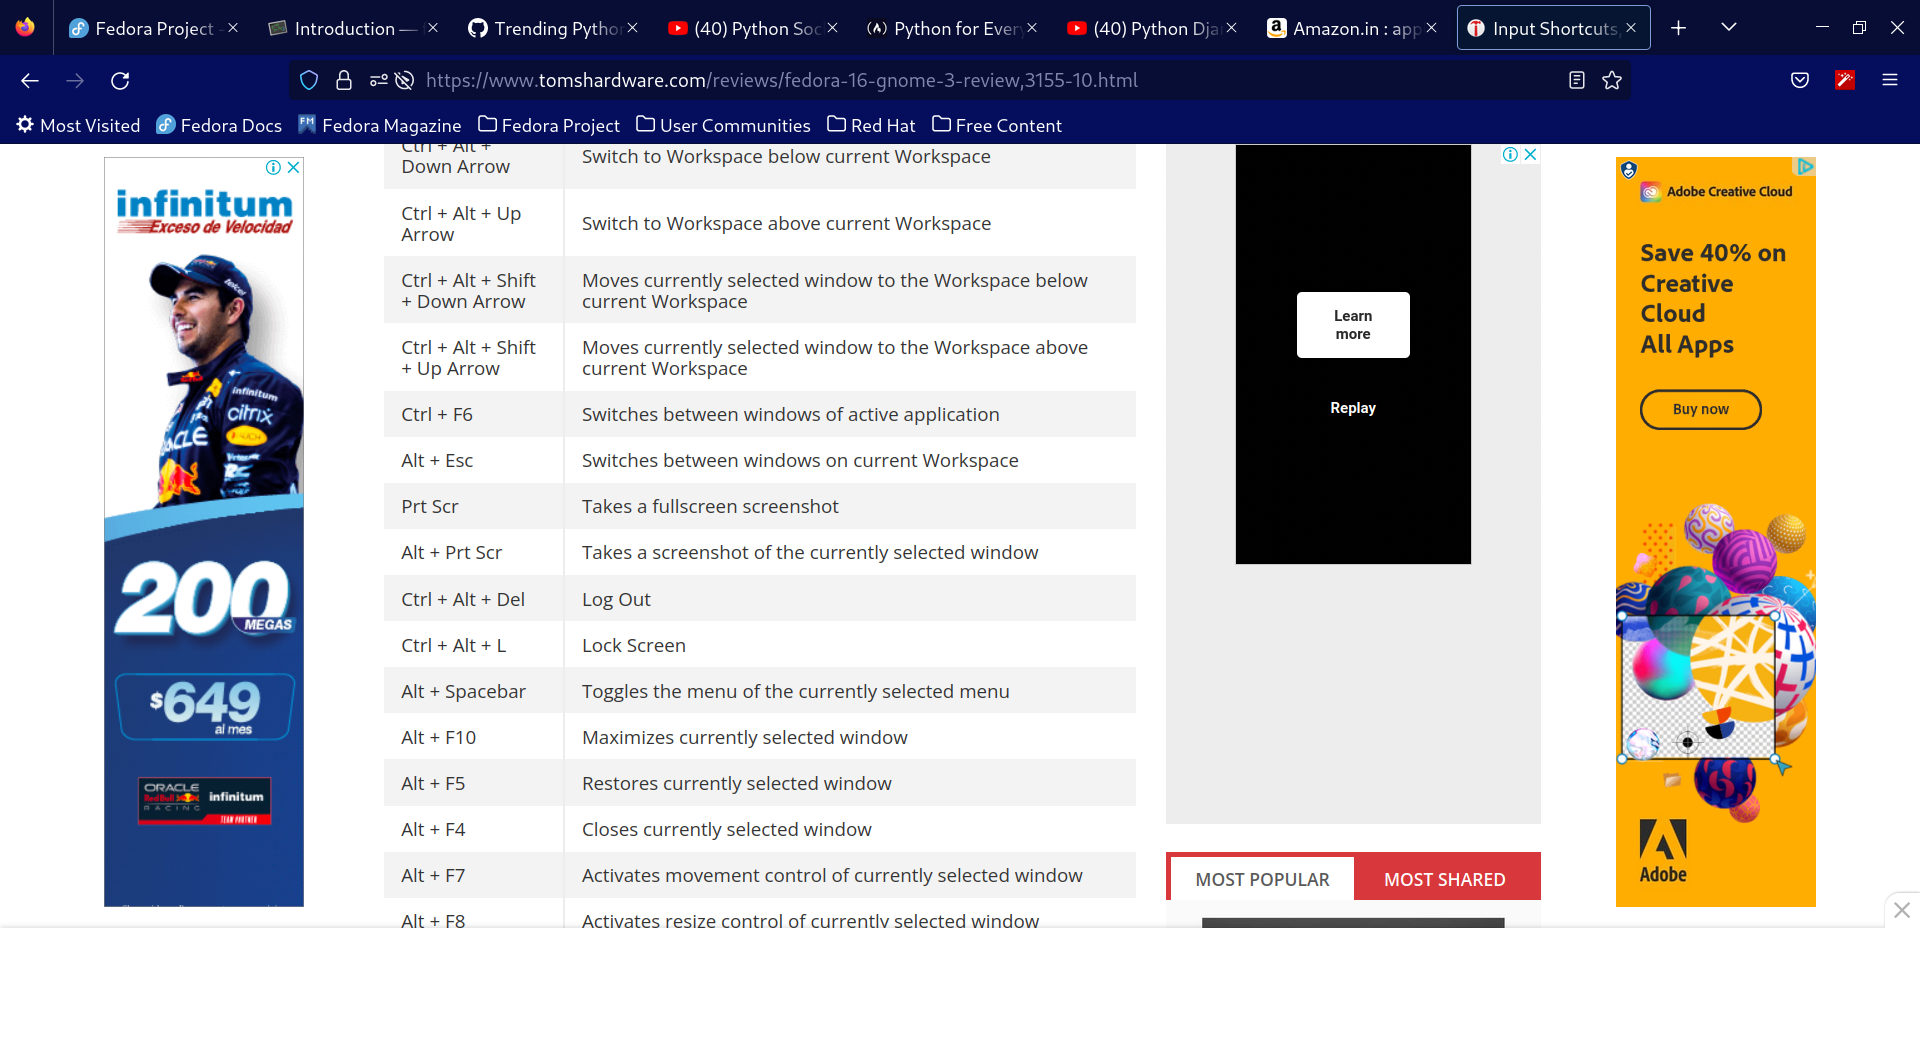 Fedora Project
Introduction —
Trending Python
(40) Python Soc
Python for Every
(40) Python Dja
Amazon.in : app
Input Shortcuts,
https://www.tomshardware.com/reviews/fedora-16-gnome-3-review,3155-10.html
Most Visited
Fedora Docs
Fedora Magazine
Fedora Project
User Communities
Red Hat
Free Content
infinitum
Exceso de Velocidad
telcel
infinitum
citrix
ORACLE
200
MEGAS
$649
al mes
ORACLE
Red Bull
RACING
infinitum
TEAM PARTNER
Ctrl + Alt +
Down Arrow
Switch to Workspace below current Workspace
Ctrl + Alt + Up
Arrow
Switch to Workspace above current Workspace
Ctrl + Alt + Shift
+ Down Arrow
Moves currently selected window to the Workspace below
current Workspace
Ctrl + Alt + Shift
+ Up Arrow
Moves currently selected window to the Workspace above
current Workspace
Ctrl + F6
Switches between windows of active application
Alt + Esc
Switches between windows on current Workspace
Prt Scr
Takes a fullscreen screenshot
Alt + Prt Scr
Takes a screenshot of the currently selected window
Ctrl + Alt + Del
Log Out
Ctrl + Alt + L
Lock Screen
Alt + Spacebar
Toggles the menu of the currently selected menu
Alt + F10
Maximizes currently selected window
Alt + F5
Restores currently selected window
Alt + F4
Closes currently selected window
Alt + F7
Activates movement control of currently selected window
Alt + F8
Activates resize control of currently selected window
Learn
more
Replay
MOST POPULAR
MOST SHARED
Adobe Creative Cloud
Save 40% on
Creative
Cloud
All Apps
Buy now
Adobe